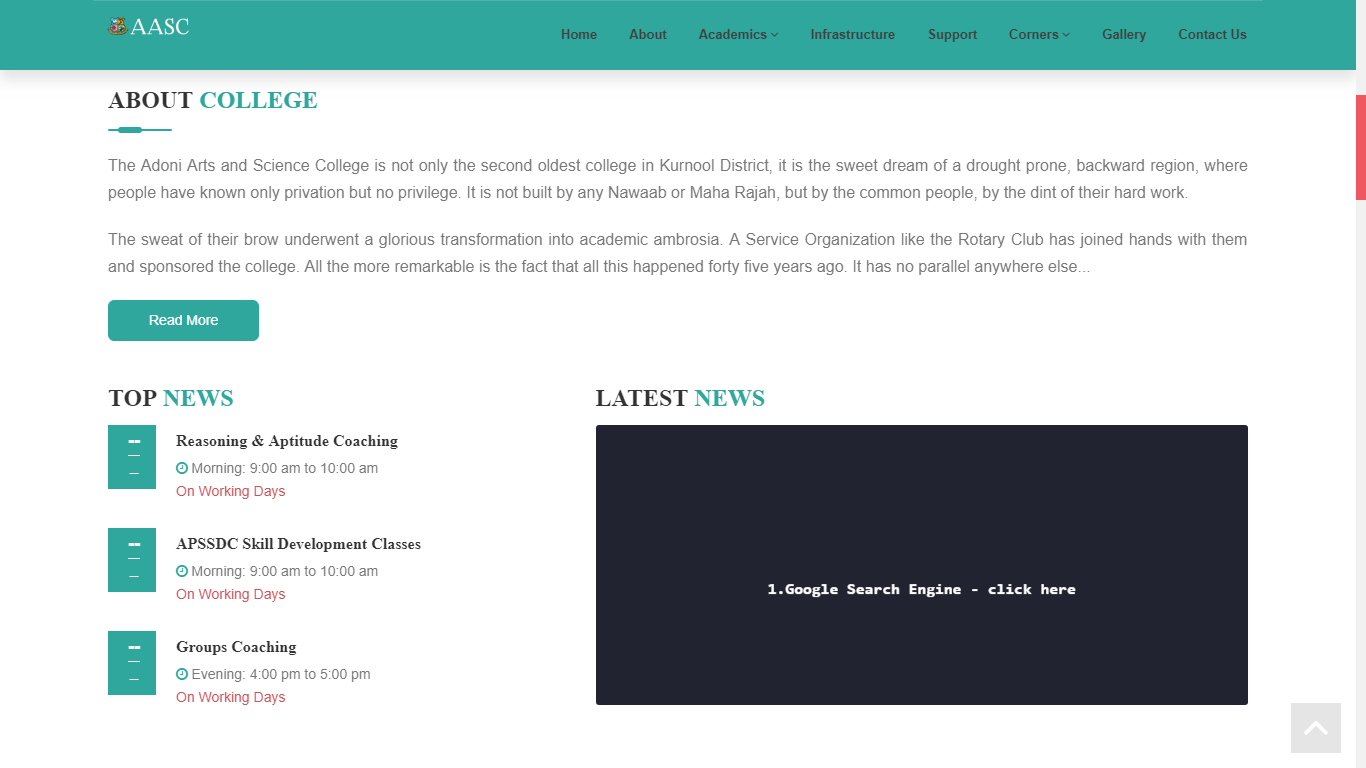 AASC
Home About Academics Infrastructure Support Corners Gallery Contact Us
ABOUT COLLEGE
The Adoni Arts and Science College is not only the second oldest college in Kurnool District, it is the sweet dream of a drought prone, backward region, where
people have known only privation but no privilege. It is not built by any Nawaab or Maha Rajah, but by the common people, by the dint of their hard work.
The sweat of their brow underwent a glorious transformation into academic ambrosia. A Service Organization like the Rotary Club has joined hands with them
and sponsored the college. All the more remarkable is the fact that all this happened forty five years ago. It has no parallel anywhere else...
Read More
TOP NEWS
--
Reasoning & Aptitude Coaching
Morning: 9:00 am to 10:00 am
On Working Days
--
APSSDC Skill Development Classes
Morning: 9:00 am to 10:00 am
On Working Days
--
Groups Coaching
Evening: 4:00 pm to 5:00 pm
On Working Days
LATEST NEWS
1.Google Search Engine - click here